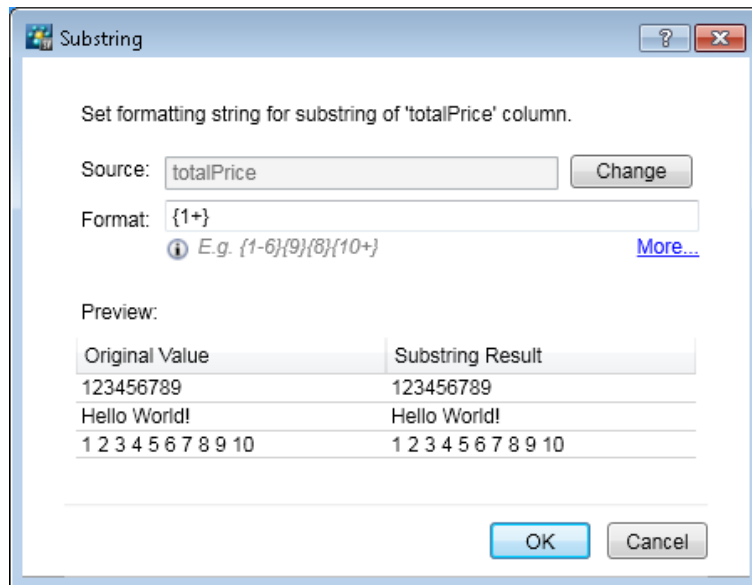 Substring
Set formatting string for substring of 'totalPrice' column.
Source: totalPrice Change
Format: {1+}
E.g. {1-6}{9}{8}{10+} More...
Preview:
Original Value Substring Result
123456789 123456789
Hello World! Hello World!
1 2 3 4 5 6 7 8 9 10 1 2 3 4 5 6 7 8 9 10
OK Cancel